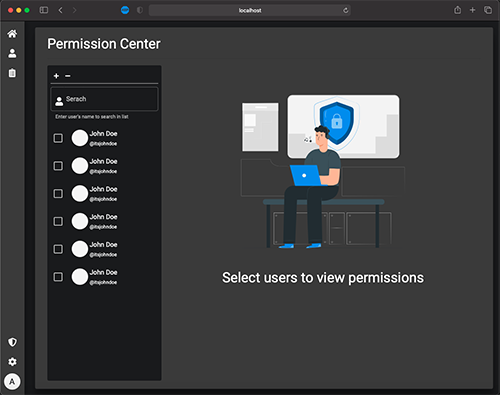 localhost
Permission Center
+ −
Serach
Enter user's name to search in list
John Doe
@itsjohndoe
John Doe
@itsjohndoe
John Doe
@itsjohndoe
John Doe
@itsjohndoe
John Doe
@itsjohndoe
John Doe
@itsjohndoe
Select users to view permissions
A